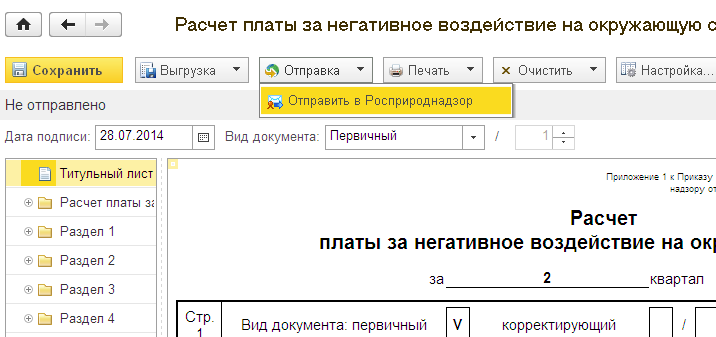 Расчет платы за негативное воздействие на окружающую с
Сохранить Выгрузка Отправка Печать Очистить Настройка...
Отправить в Росприроднадзор
Не отправлено
Дата подписи: 28.07.2014 Вид документа: Первичный / 1
Титульный лист
Расчет платы за
Раздел 1
Раздел 2
Раздел 3
Раздел 4
Приложение 1 к Приказу
надзору от
Расчет
платы за негативное воздействие на окр
за 2 квартал
Стр. 1 Вид документа: первичный V корректирующий /